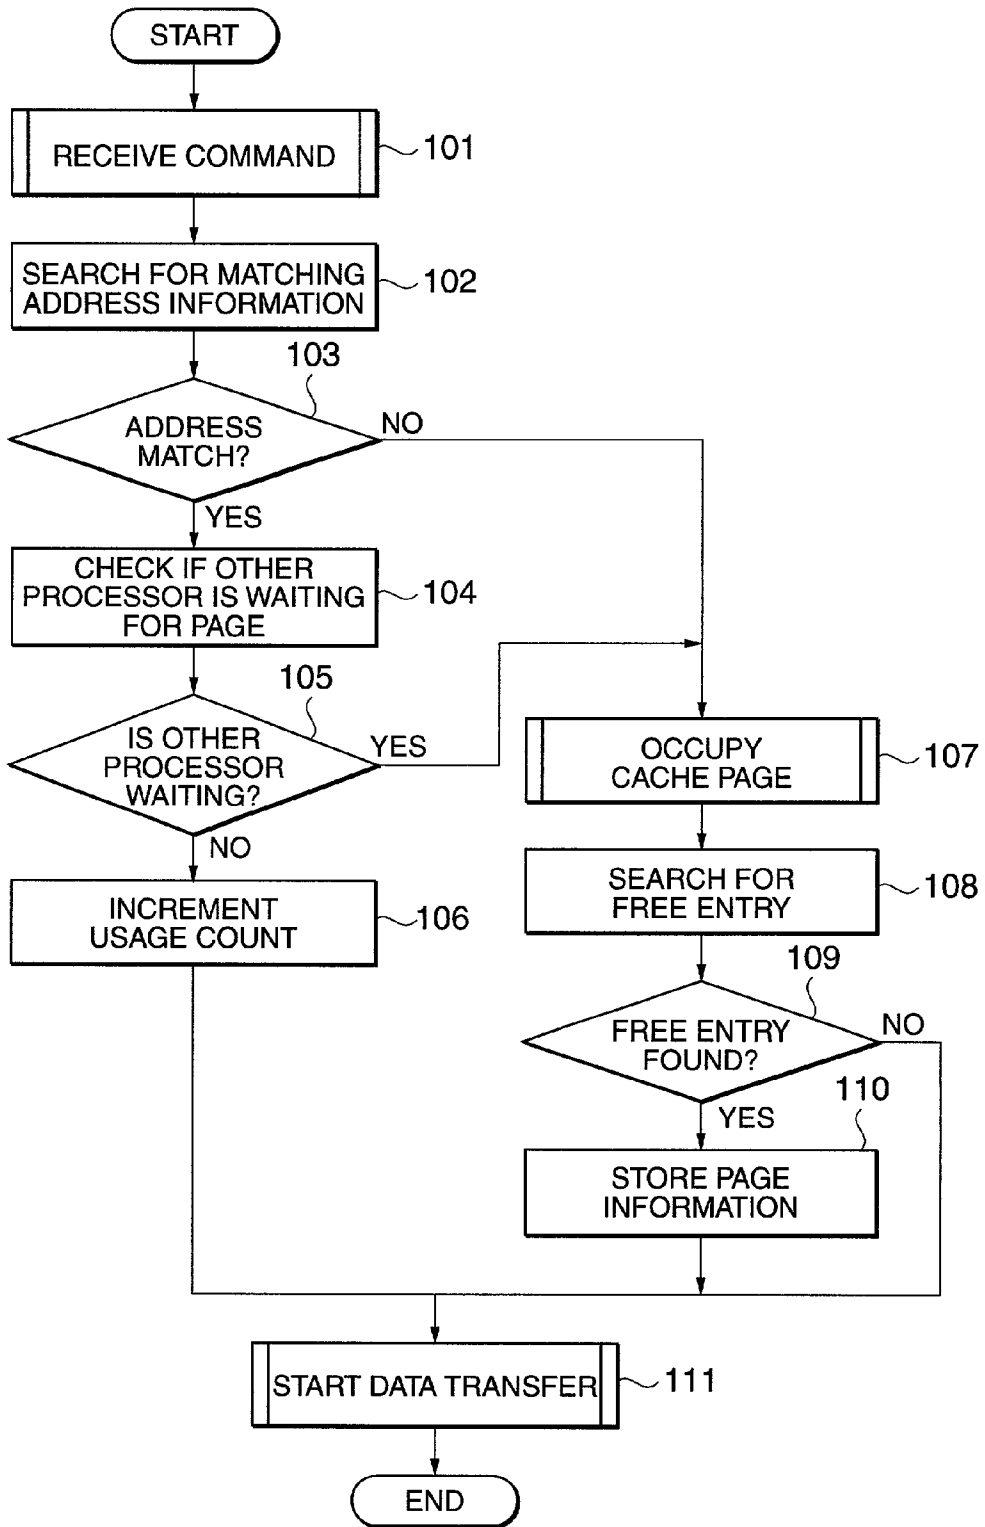 START
RECEIVE COMMAND
101
SEARCH FOR MATCHING
ADDRESS INFORMATION
102
103
ADDRESS
MATCH?
NO
YES
CHECK IF OTHER
PROCESSOR IS WAITING
FOR PAGE
104
105
IS OTHER
PROCESSOR
WAITING?
YES
NO
INCREMENT
USAGE COUNT
106
OCCUPY
CACHE PAGE
107
SEARCH FOR
FREE ENTRY
108
109
FREE ENTRY
FOUND?
NO
YES
110
STORE PAGE
INFORMATION
START DATA TRANSFER
111
END